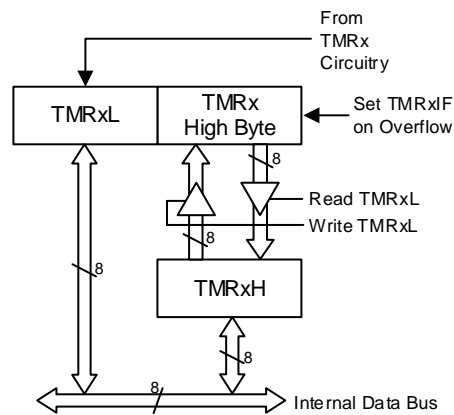 From
TMRx
Circuitry
TMRxL
TMRx
High Byte
Set TMRxIF
on Overflow
8
8
Read TMRxL
Write TMRxL
8
8
TMRxH
8
8
Internal Data Bus